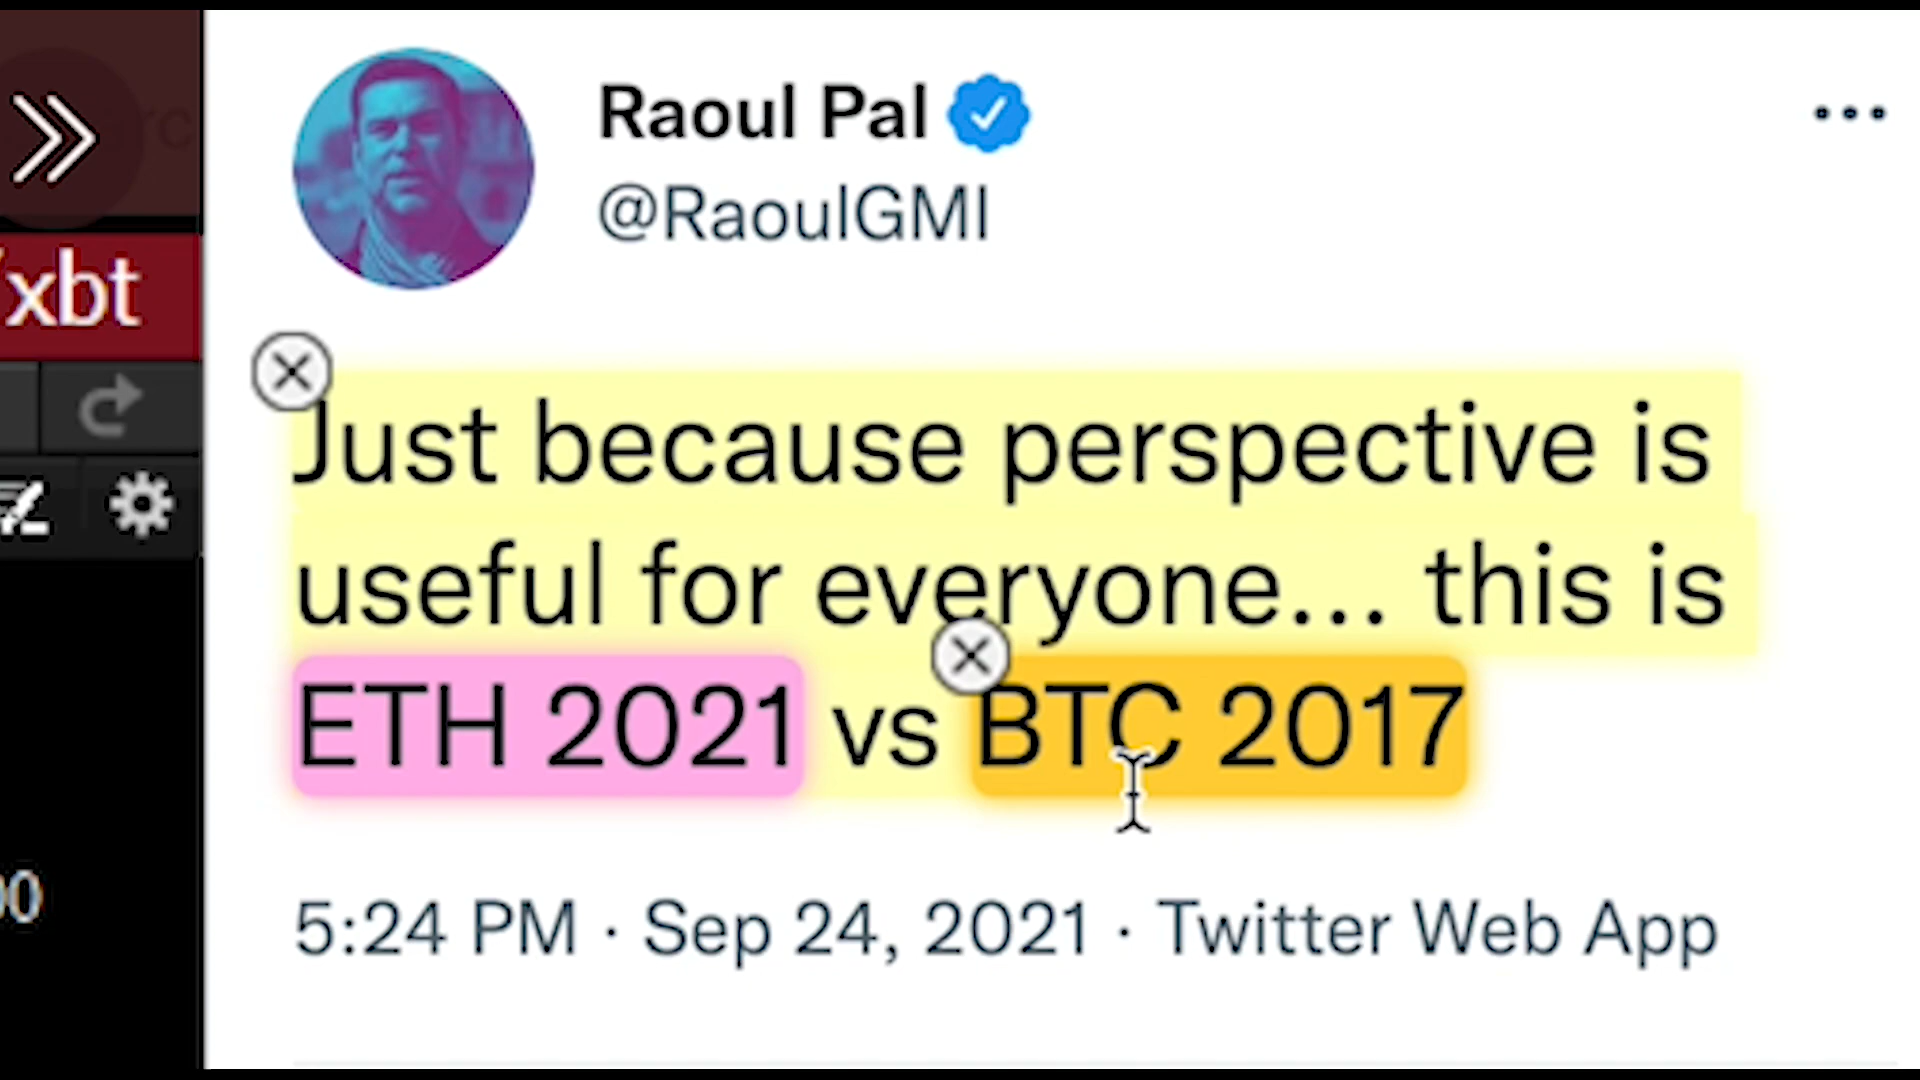 Raoul Pal
@RaoulGMI
xbt
Just because perspective is
useful for everyone... this is
ETH 2021 vs BTC 2017
00
5:24 PM · Sep 24, 2021 · Twitter Web App